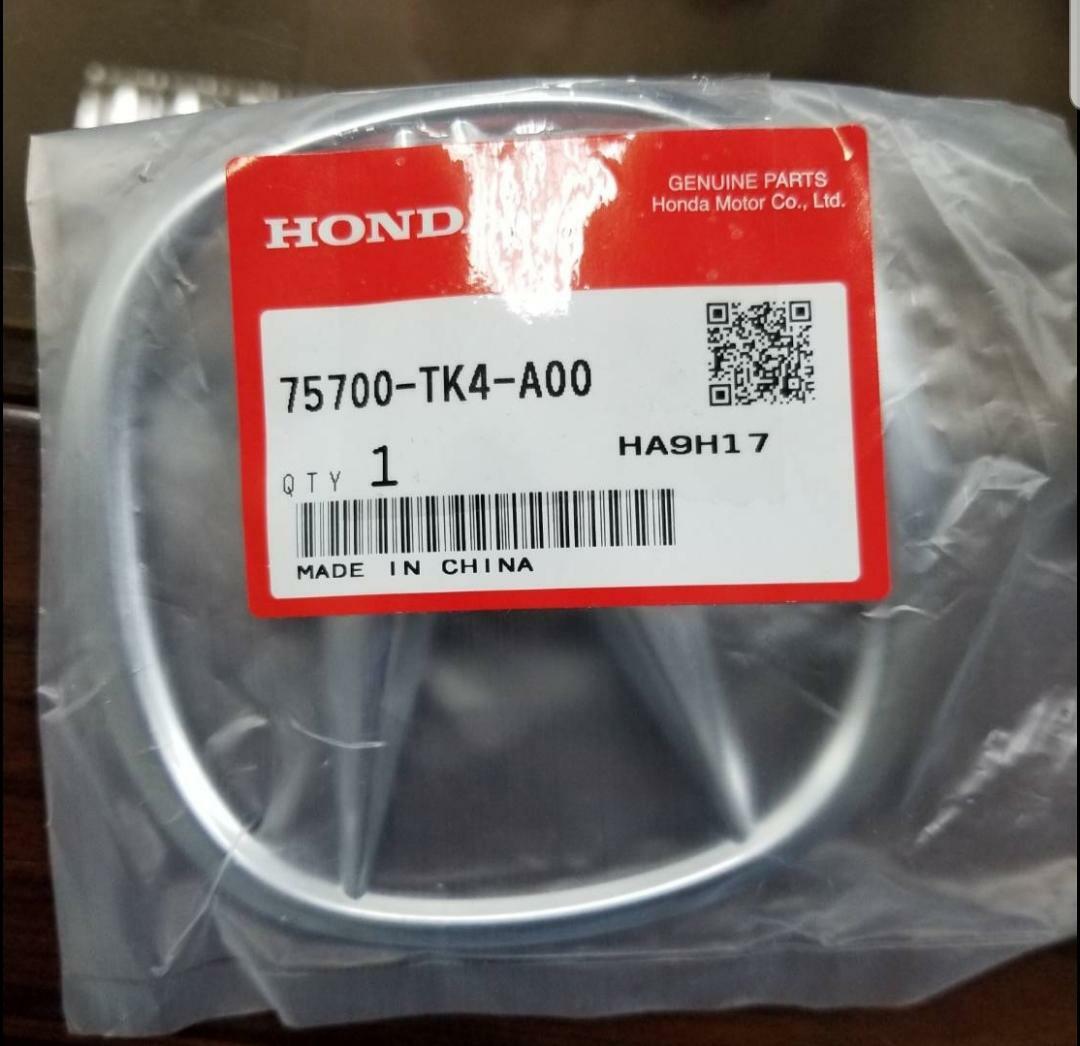 GENUINE PARTS
Honda Motor Co., Ltd.
HOND
75700-TK4-A00
HA9H17
QTY 1
MADE IN CHINA